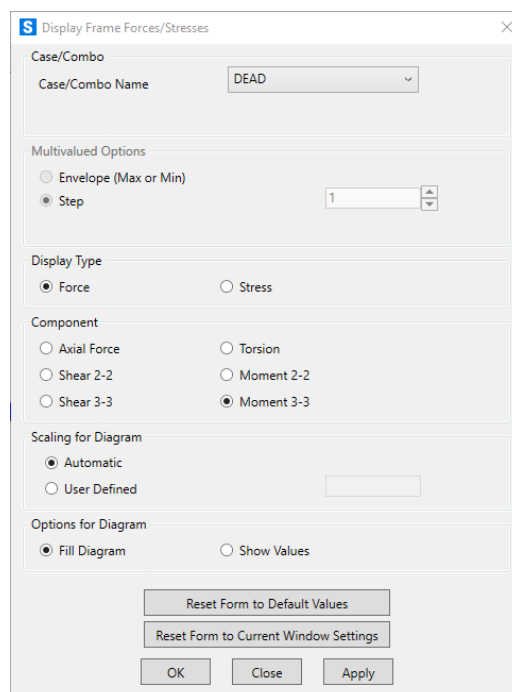 S Display Frame Forces/Stresses
Case/Combo
Case/Combo Name DEAD
Multivalued Options
Envelope (Max or Min)
Step 1
Display Type
Force Stress
Component
Axial Force Torsion
Shear 2-2 Moment 2-2
Shear 3-3 Moment 3-3
Scaling for Diagram
Automatic
User Defined
Options for Diagram
Fill Diagram Show Values
Reset Form to Default Values
Reset Form to Current Window Settings
OK Close Apply